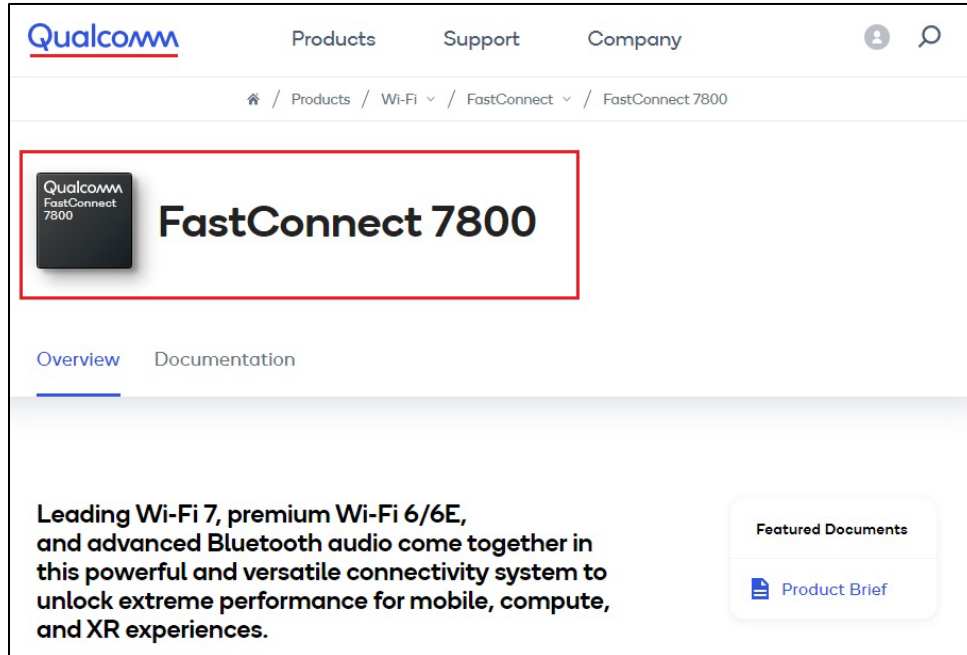 Qualcomm
Products Support Company
/ Products / Wi-Fi / FastConnect / FastConnect 7800
Qualcomm
FastConnect
7800
FastConnect 7800
Overview Documentation
Leading Wi-Fi 7, premium Wi-Fi 6/6E,
and advanced Bluetooth audio come together in
this powerful and versatile connectivity system to
unlock extreme performance for mobile, compute,
and XR experiences.
Featured Documents
Product Brief